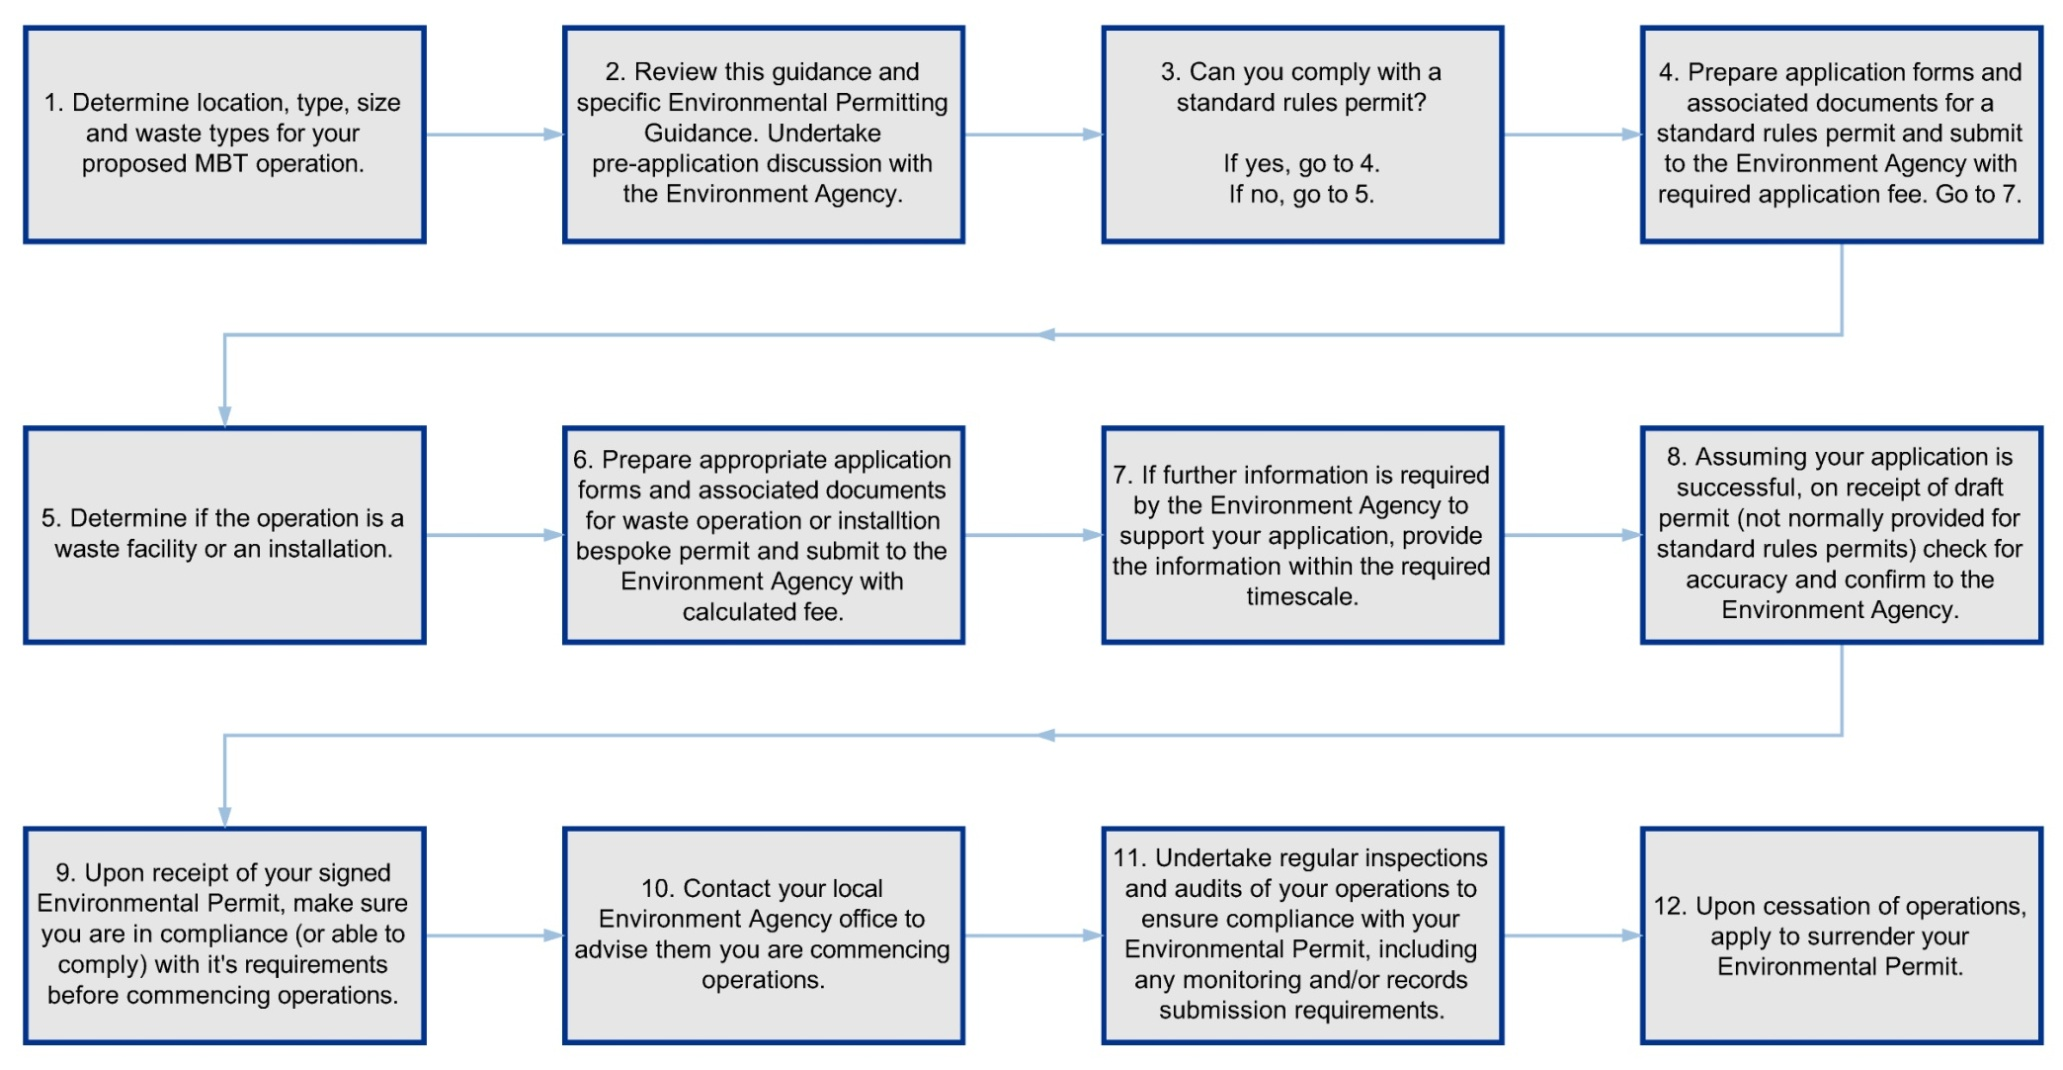 1. Determine location, type, size
and waste types for your
proposed MBT operation.
2. Review this guidance and
specific Environmental Permitting
Guidance. Undertake
pre-application discussion with
the Environment Agency.
3. Can you comply with a
standard rules permit?
If yes, go to 4.
If no, go to 5.
4. Prepare application forms and
associated documents for a
standard rules permit and submit
to the Environment Agency with
required application fee. Go to 7.
5. Determine if the operation is a
waste facility or an installation.
6. Prepare appropriate application
forms and associated documents
for waste operation or installtion
bespoke permit and submit to the
Environment Agency with
calculated fee.
7. If further information is required
by the Environment Agency to
support your application, provide
the information within the required
timescale.
8. Assuming your application is
successful, on receipt of draft
permit (not normally provided for
standard rules permits) check for
accuracy and confirm to the
Environment Agency.
9. Upon receipt of your signed
Environmental Permit, make sure
you are in compliance (or able to
comply) with it's requirements
before commencing operations.
10. Contact your local
Environment Agency office to
advise them you are commencing
operations.
11. Undertake regular inspections
and audits of your operations to
ensure compliance with your
Environmental Permit, including
any monitoring and/or records
submission requirements.
12. Upon cessation of operations,
apply to surrender your
Environmental Permit.